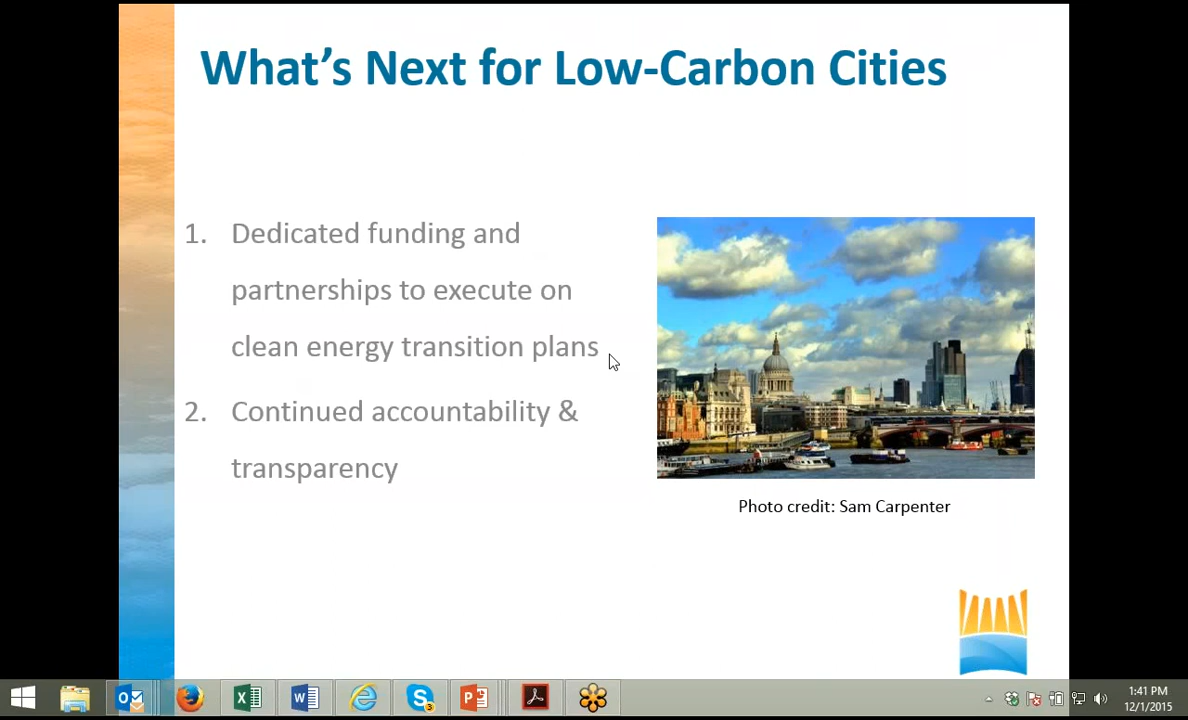 What's Next for Low-Carbon Cities
1. Dedicated funding and
partnerships to execute on
clean energy transition plans
2. Continued accountability &
transparency
Photo credit: Sam Carpenter
3
1:41 PM
12/1/2015